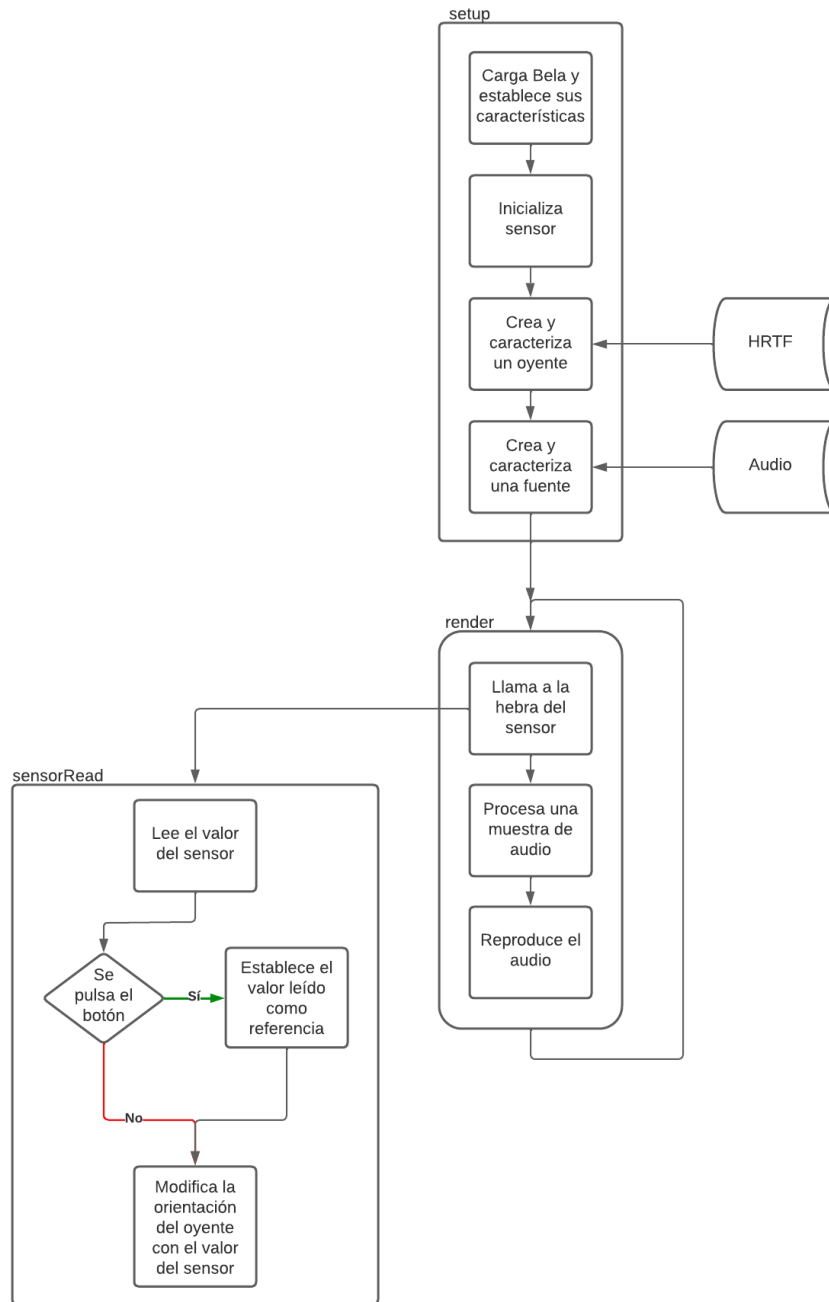 setup
Carga Bela y
establece sus
características
Inicializa
sensor
Crea y
caracteriza
un oyente
HRTF
Crea y
caracteriza
una fuente
Audio
render
Llama a la
hebra del
sensor
Procesa una
muestra de
audio
Reproduce el
audio
sensorRead
Lee el valor
del sensor
Se
pulsa el
botón
Sí
Establece el
valor leído
como
referencia
No
Modifica la
orientación
del oyente
con el valor
del sensor